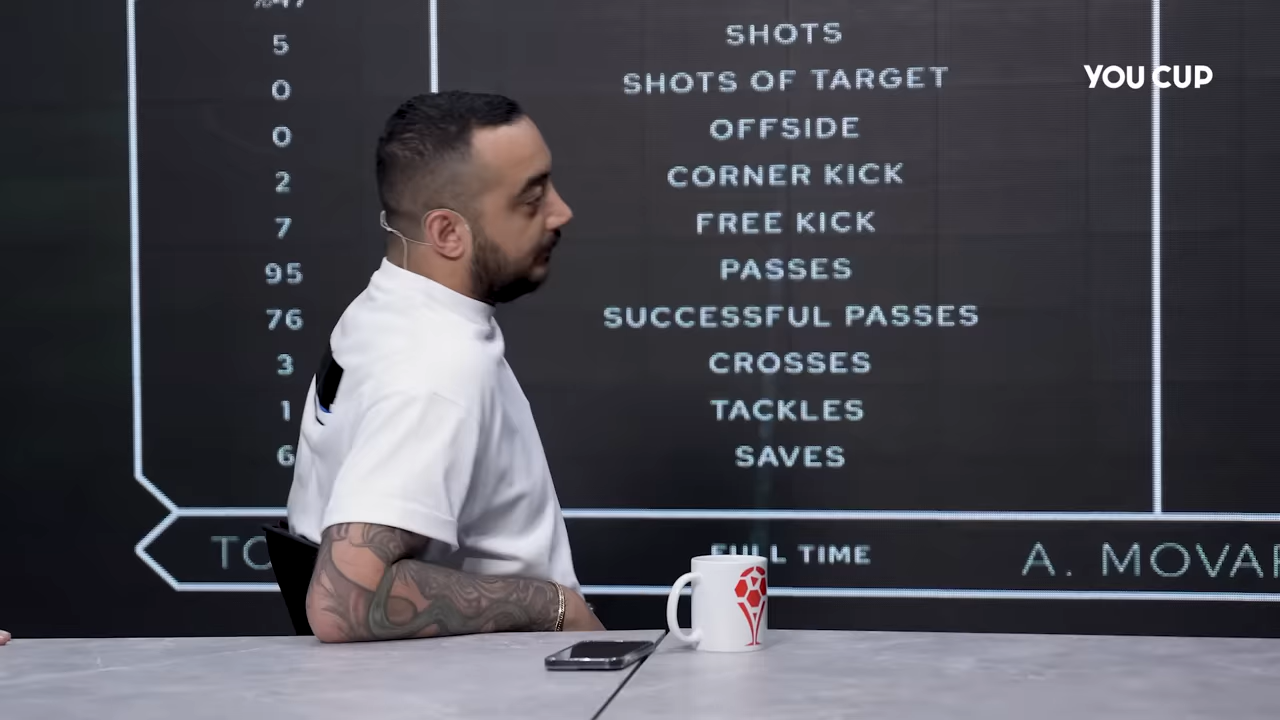 %47
5 SHOTS
YOU CUP
0 SHOTS OF TARGET
0 OFFSIDE
2 CORNER KICK
7 FREE KICK
95 PASSES
76 SUCCESSFUL PASSES
3 CROSSES
1 TACKLES
6 SAVES
FULL TIME